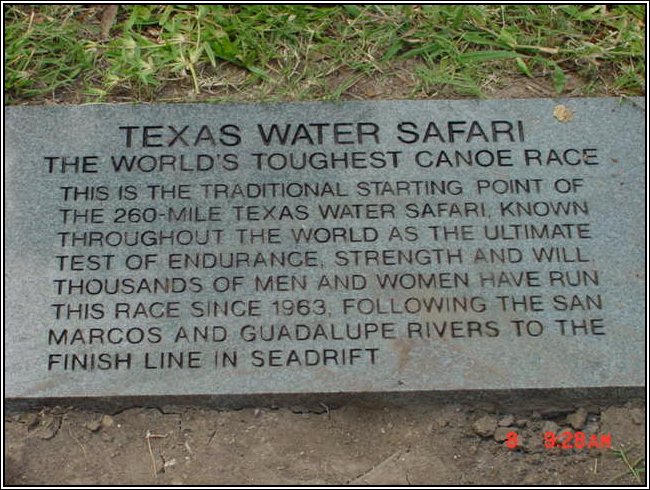 TEXAS WATER SAFARI
THE WORLD'S TOUGHEST CANOE RACE
THIS IS THE TRADITIONAL STARTING POINT OF
THE 260-MILE TEXAS WATER SAFARI, KNOWN
THROUGHOUT THE WORLD AS THE ULTIMATE
TEST OF ENDURANCE, STRENGTH AND WILL.
THOUSANDS OF MEN AND WOMEN HAVE RUN
THIS RACE SINCE 1963, FOLLOWING THE SAN
MARCOS AND GUADALUPE RIVERS TO THE
FINISH LINE IN SEADRIFT
9 9:28AM